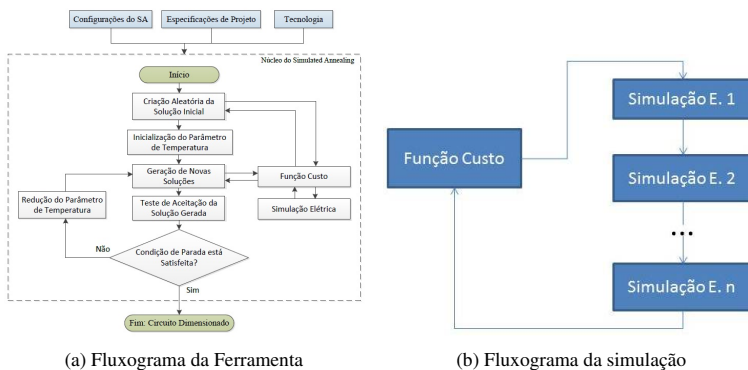 Configurações do SA
Especificações de Projeto
Tecnologia
Núcleo do Simulated Annealing
Início
Criação Aleatória da
Solução Inicial
Inicialização do Parâmetro
de Temperatura
Geração de Novas
Soluções
Função Custo
Redução do Parâmetro
de Temperatura
Teste de Aceitação da
Solução Gerada
Simulação Elétrica
Não
Condição de Parada está
Satisfeita?
Sim
Fim: Circuito Dimensionado
(a) Fluxograma da Ferramenta
Função Custo
Simulação E. 1
Simulação E. 2
...
Simulação E. n
(b) Fluxograma da simulação